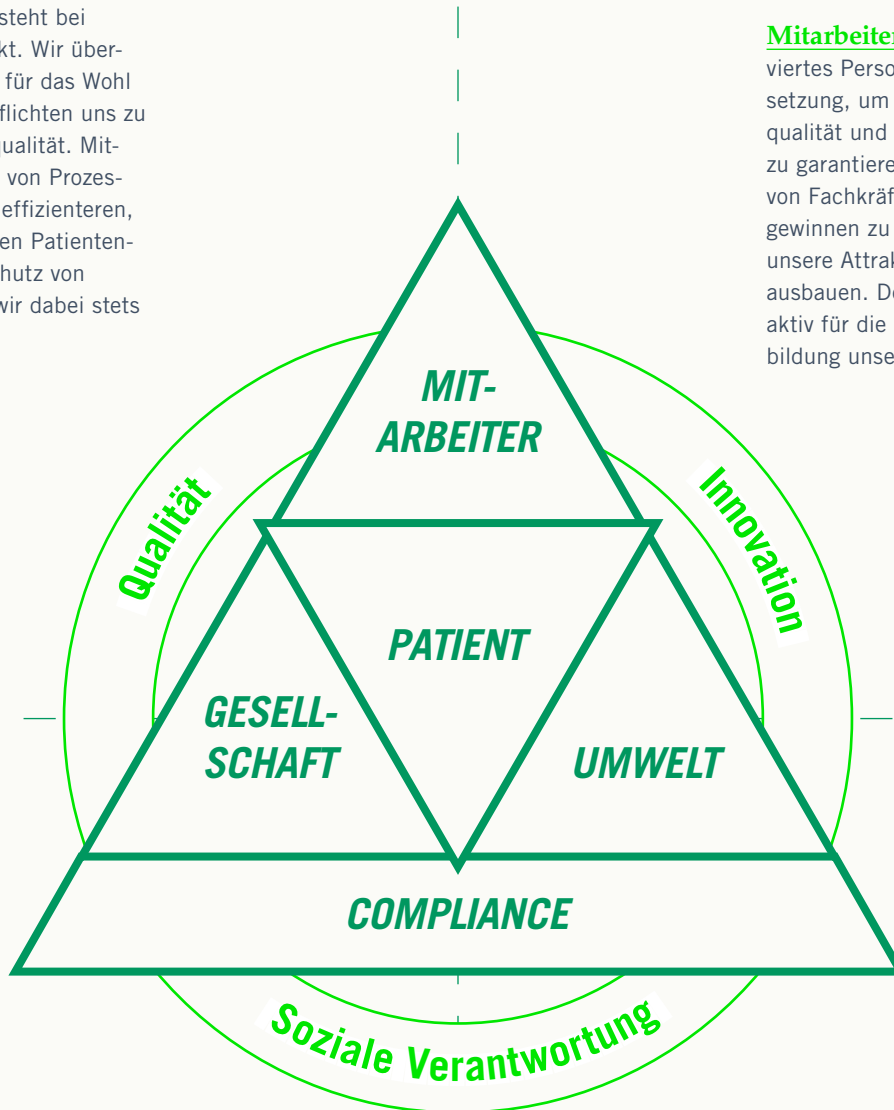 steht bei
kt. Wir über-
für das Wohl
flichten uns zu
qualität. Mit-
von Prozes-
effizienteren,
en Patienten-
hutz von
wir dabei stets
Mitarbeiter
viertes Perso
setzung, um
qualität und
zu garantiere
von Fachkräf
gewinnen zu
unsere Attrak
ausbauen. De
aktiv für die
bildung unse
MIT-
ARBEITER
Qualität
Innovation
PATIENT
GESELL-
SCHAFT
UMWELT
COMPLIANCE
Soziale Verantwortung